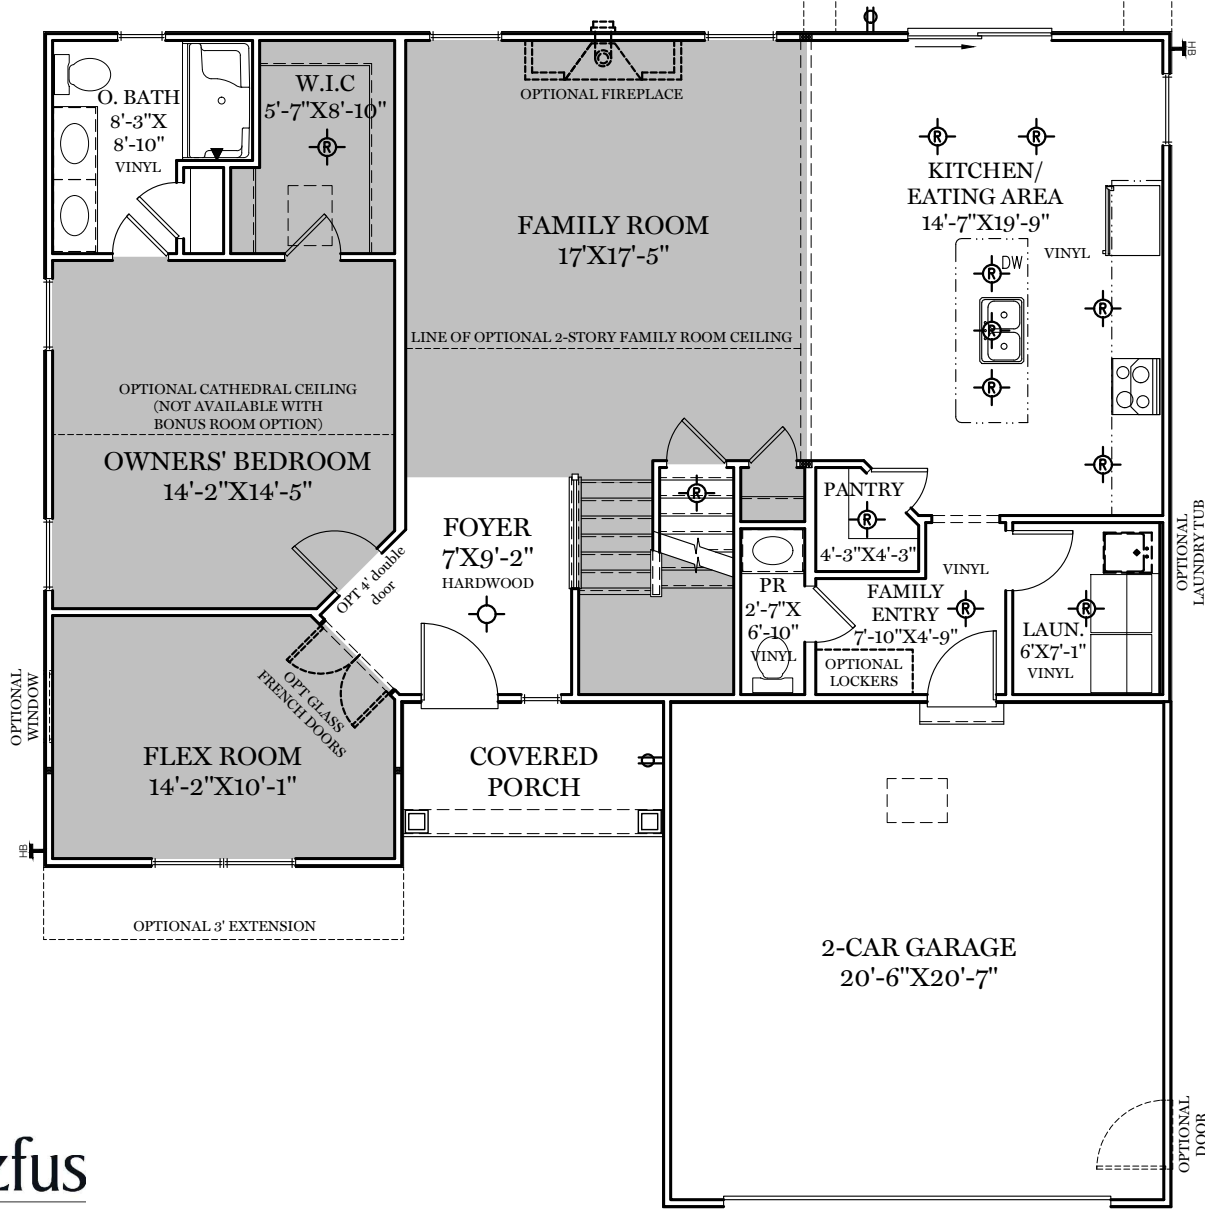 HB
O. BATH
8'-3"X
8'-10"
VINYL
W.I.C
5'-7"X8'-10"
R
OPTIONAL FIREPLACE
FAMILY ROOM
17'X17'-5"
LINE OF OPTIONAL 2-STORY FAMILY ROOM CEILING
R
R
KITCHEN/
EATING AREA
14'-7"X19'-9"
VINYL
R
DW
R
R
R
R
OPTIONAL CATHEDRAL CEILING
(NOT AVAILABLE WITH
BONUS ROOM OPTION)
OWNERS' BEDROOM
14'-2"X14'-5"
FOYER
7'X9'-2"
HARDWOOD
OPT 4' double
door
R
PANTRY
R
4'-3"X4'-3"
PR
2'-7"X
6'-10"
VINYL
VINYL
FAMILY
ENTRY
R
7'-10"X4'-9"
OPTIONAL
LOCKERS
R
LAUN.
6'X7'-1"
VINYL
OPTIONAL
LAUNDRY TUB
OPTIONAL
WINDOW
OPT GLASS
FRENCH DOORS
FLEX ROOM
14'-2"X10'-1"
COVERED
PORCH
HB
OPTIONAL 3' EXTENSION
2-CAR GARAGE
20'-6"X20'-7"
OPTIONAL
DOOR
zfus